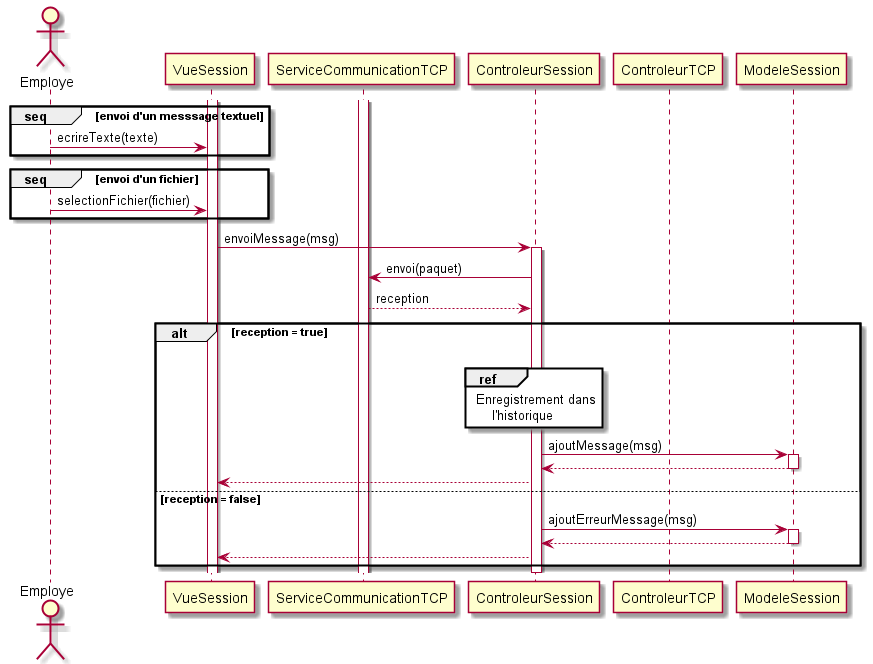 Employe
VueSession
ServiceCommunicationTCP
ControleurSession
ControleurTCP
ModeleSession
seq
[envoi d'un messsage textuel]
ecrireTexte(texte)
seq
[envoi d'un fichier]
selectionFichier(fichier)
envoiMessage(msg)
envoi(paquet)
reception
alt
[reception = true]
ref
Enregistrement dans
l'historique
ajoutMessage(msg)
[reception = false]
ajoutErreurMessage(msg)
Employe
VueSession
ServiceCommunicationTCP
ControleurSession
ControleurTCP
ModeleSession